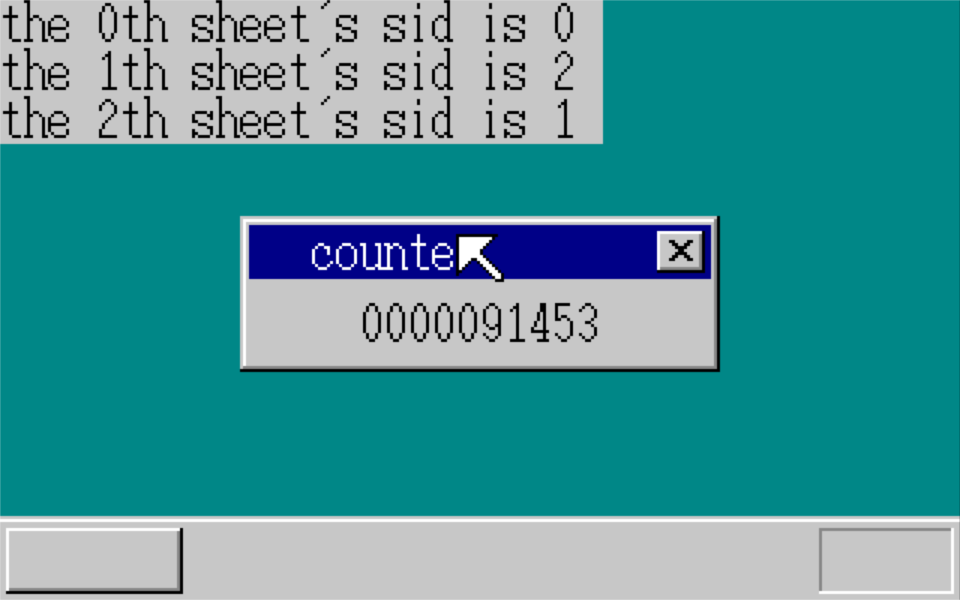 the 0th sheet´s sid is 0
the 1th sheet´s sid is 2
the 2th sheet´s sid is 1
counte
0000091453